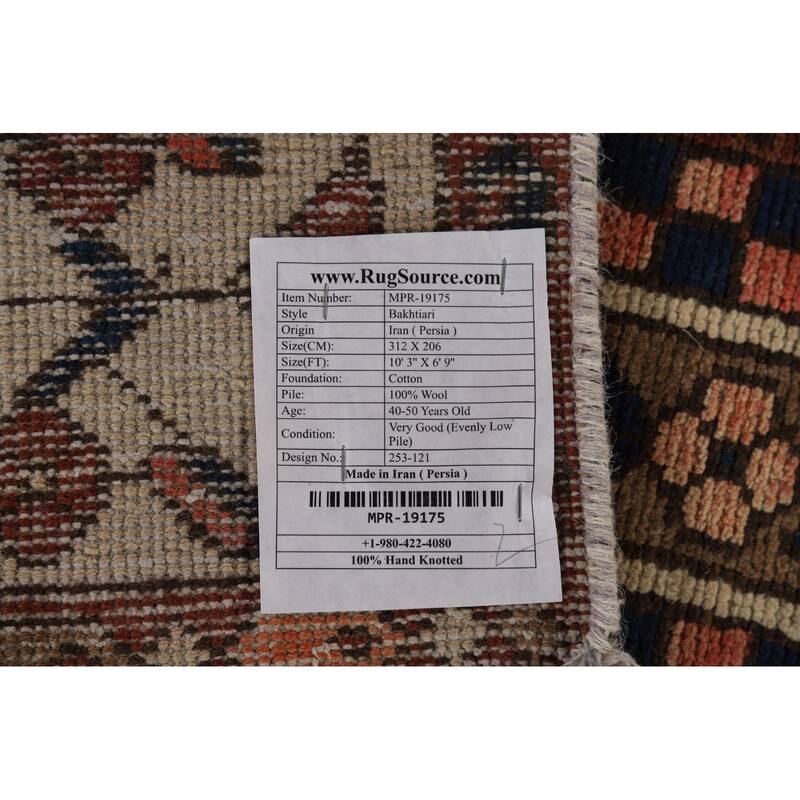 www.RugSource.com
Item Number: MPR-19175
Style Bakhtiari
Origin Iran ( Persia )
Size(CM): 312 X 206
Size(FT): 10' 3" X 6' 9"
Foundation: Cotton
Pile: 100% Wool
Age: 40-50 Years Old
Condition: Very Good (Evenly Low
Pile)
Design No.: 253-121
Made in Iran ( Persia )
MPR-19175
+1-980-422-4080
100% Hand Knotted